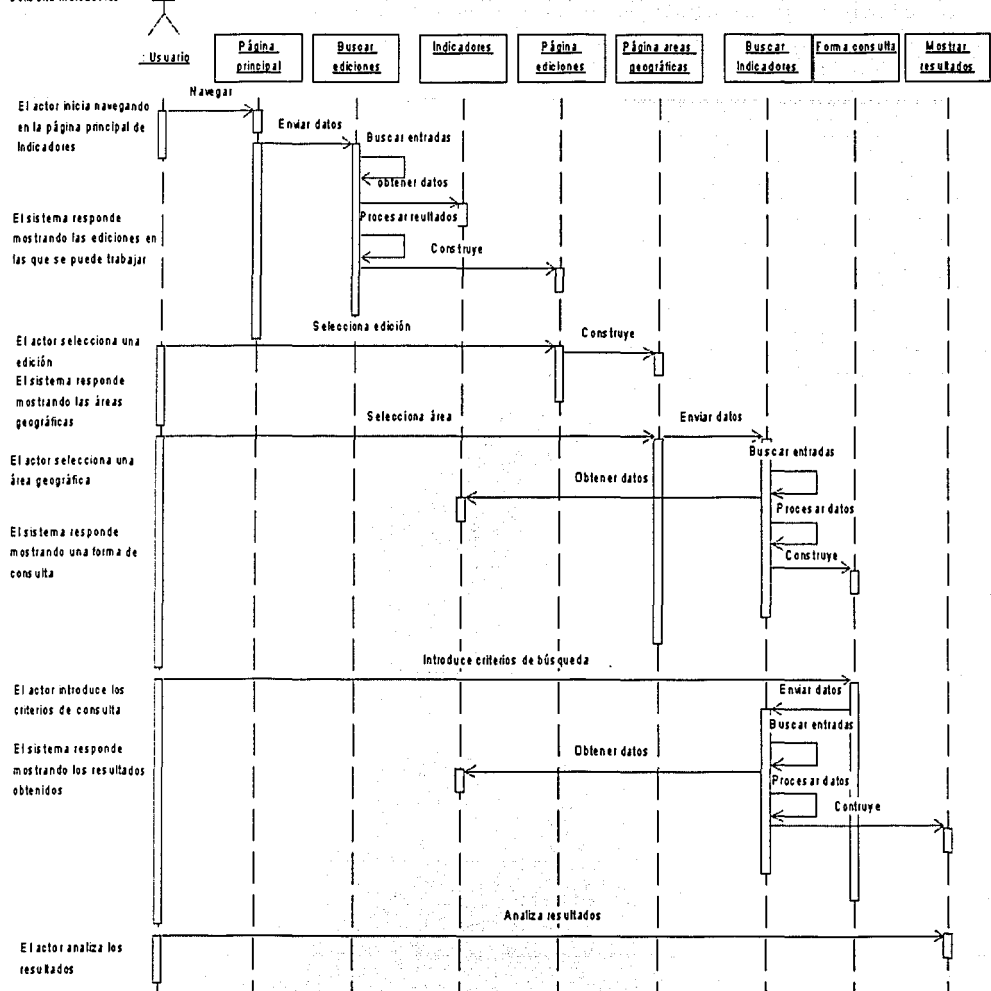 : Usuario
Página
principal
Buscar
ediciones
Indicadores
Página
ediciones
Página areas
geográficas
Buscar
Indicadores
Forma consulta
Mostrar
resultados
Navegar
El actor inicia navegando
en la página principal de
Indicadores
Enviar datos
Buscar entradas
obtener datos
El sistema responde
mostrando las ediciones en
las que se puede trabajar
Procesar reultados
Construye
Selecciona edición
El actor selecciona una
edición
Construye
El sistema responde
mostrando las áreas
geográficas
Selecciona área
Enviar datos
Buscar entradas
El actor selecciona una
área geográfica
Obtener datos
Procesar datos
El sistema responde
mostrando una forma de
consulta
Construye
Introduce criterios de búsqueda
El actor introduce los
criterios de consulta
Enviar datos
Buscar entradas
El sistema responde
mostrando los resultados
obtenidos
Obtener datos
Procesar datos
Contruye
Analiza resultados
El actor analiza los
resultados